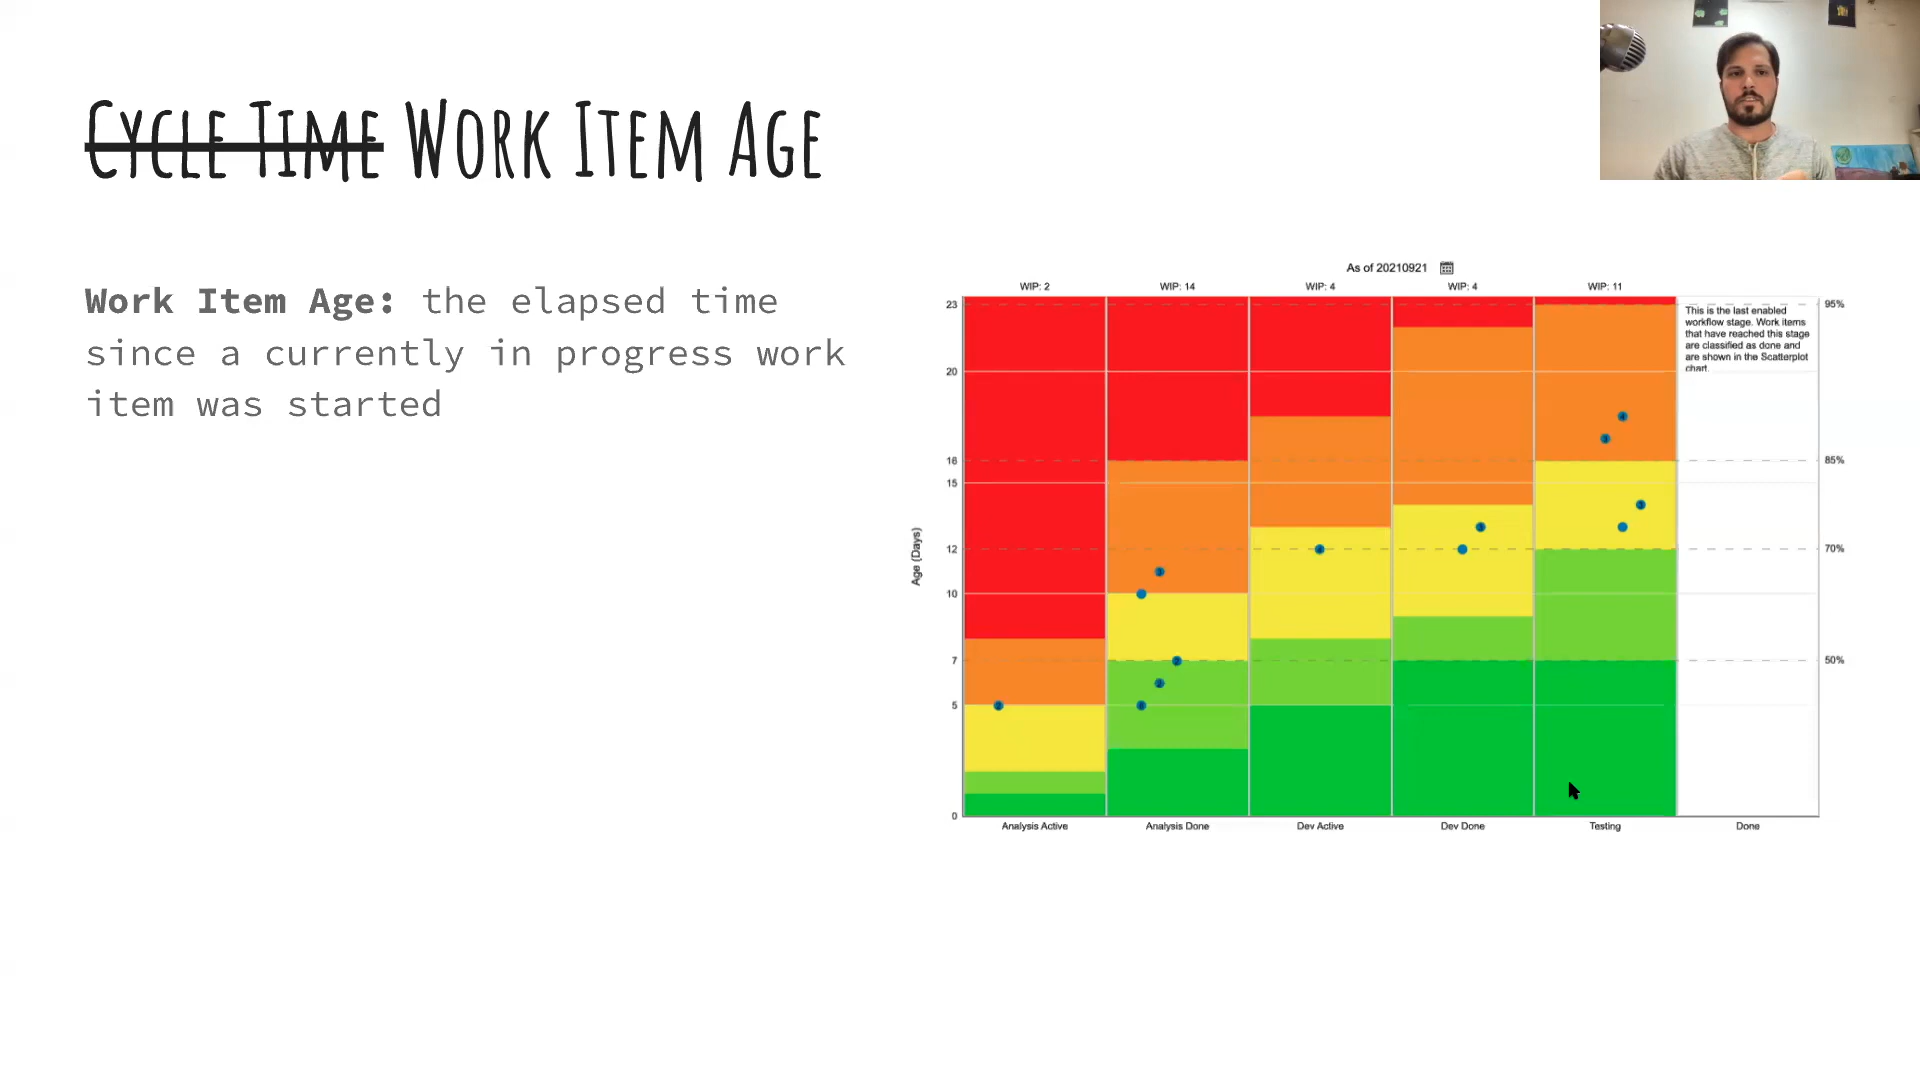 CYCLE TIME WORK ITEM AGE
Work Item Age: the elapsed time
since a currently in progress work
item was started
As of 20210921
WIP: 2 WIP: 14 WIP: 4 WIP: 4 WIP: 11
23
20
16
15
12
10
7
5
0
Age (Days)
This is the last enabled
workflow stage. Work items
that have reached this stage
are classified as done and
are shown in the Scatterplot
chart.
95%
85%
70%
50%
Analysis Active Analysis Done Dev Active Dev Done Testing Done